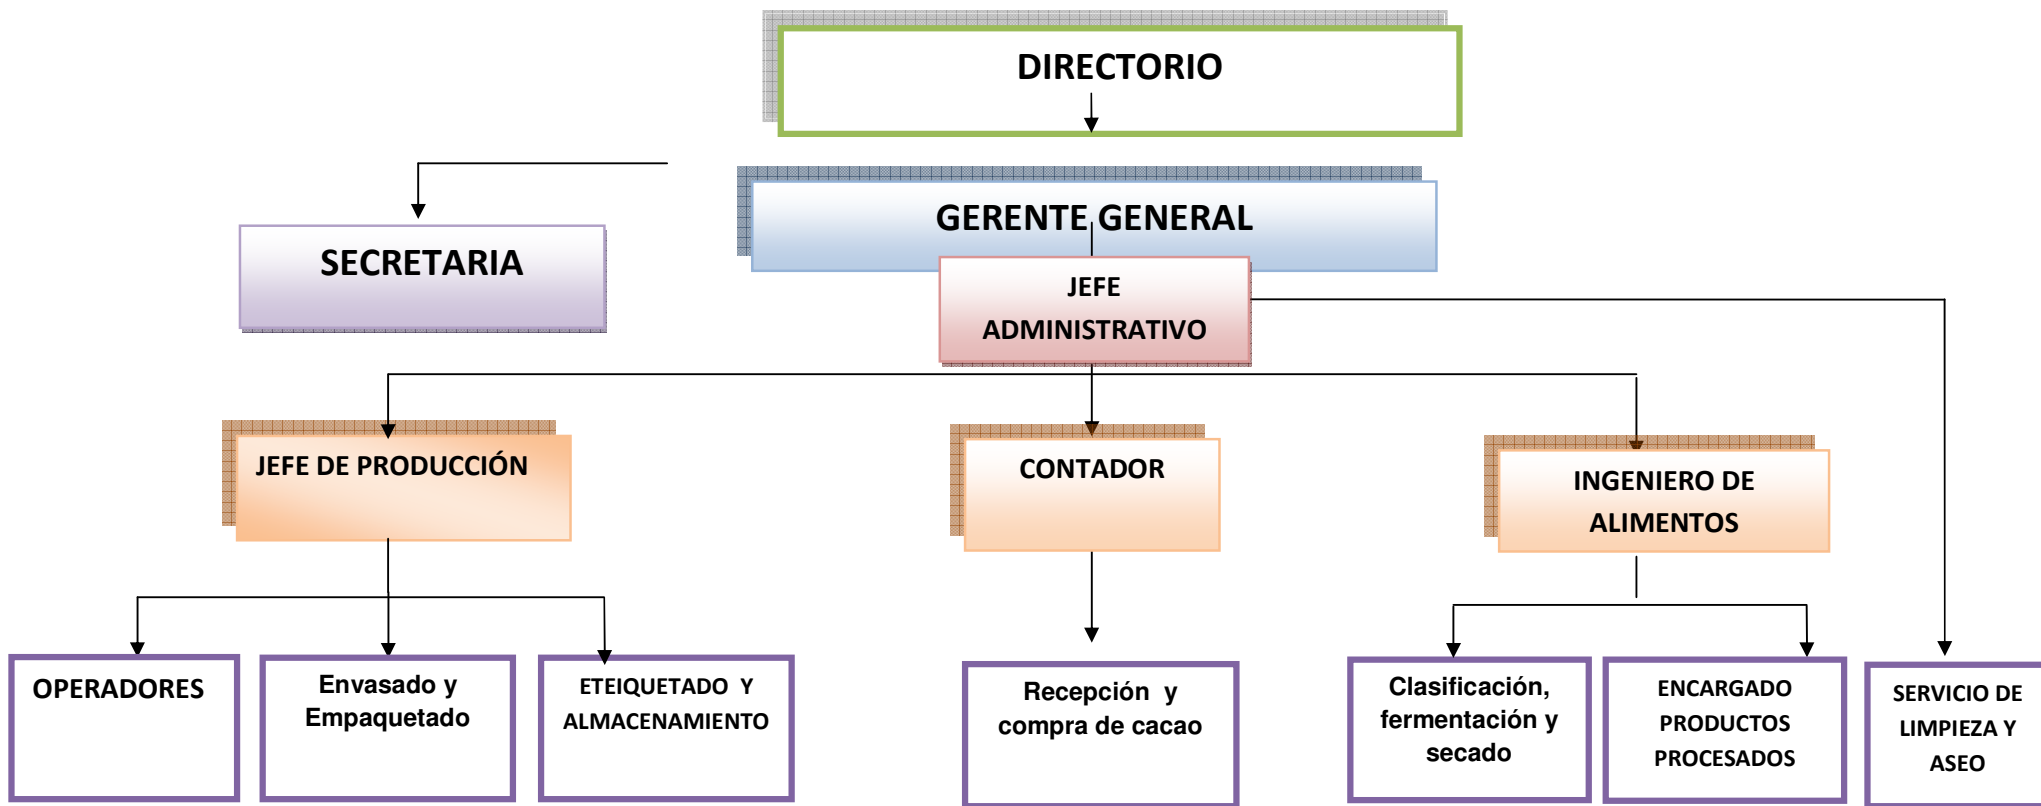 DIRECTORIO
GERENTE GENERAL
SECRETARIA
JEFE
ADMINISTRATIVO
JEFE DE PRODUCCIÓN
CONTADOR
INGENIERO DE
ALIMENTOS
OPERADORES
Envasado y
Empaquetado
ETEIQUETADO Y
ALMACENAMIENTO
Recepción y
compra de cacao
Clasificación,
fermentación y
secado
ENCARGADO
PRODUCTOS
PROCESADOS
SERVICIO DE
LIMPIEZA Y
ASEO